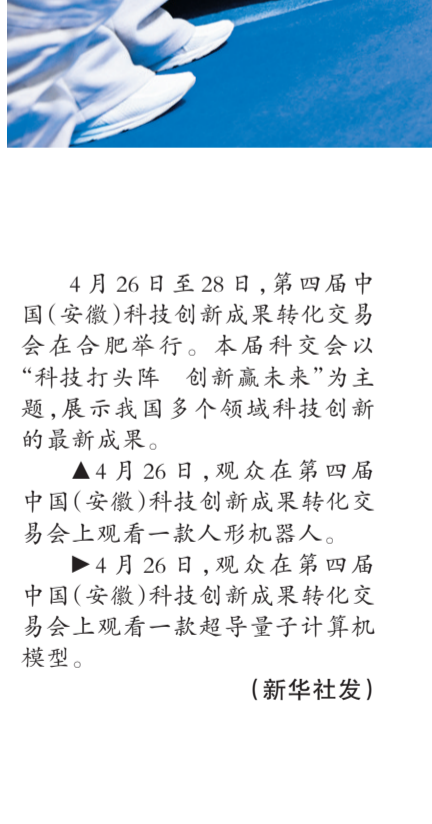 4月26日至28日,第四届中
国(安徽)科技创新成果转化交易
会在合肥举行。本届科交会以
“科技打头阵　创新赢未来”为主
题,展示我国多个领域科技创新
的最新成果。
▲4月26日,观众在第四届
中国(安徽)科技创新成果转化交
易会上观看一款人形机器人。
▶4月26日,观众在第四届
中国(安徽)科技创新成果转化交
易会上观看一款超导量子计算机
模型。
(新华社发)